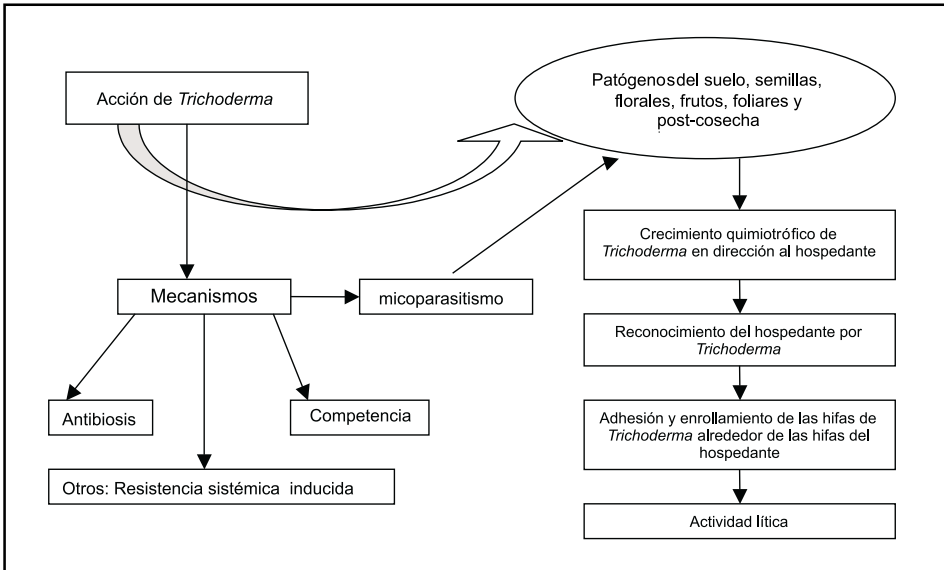 Acción de Trichoderma
Patógenos del suelo, semillas,
florales, frutos, foliares y
post-cosecha
Mecanismos
micoparasitismo
Antibiosis
Competencia
Otros: Resistencia sistémica inducida
Crecimiento quimiotrófico de
Trichoderma en dirección al hospedante
Reconocimiento del hospedante por
Trichoderma
Adhesión y enrollamiento de las hifas de
Trichoderma alrededor de las hifas del
hospedante
Actividad lítica